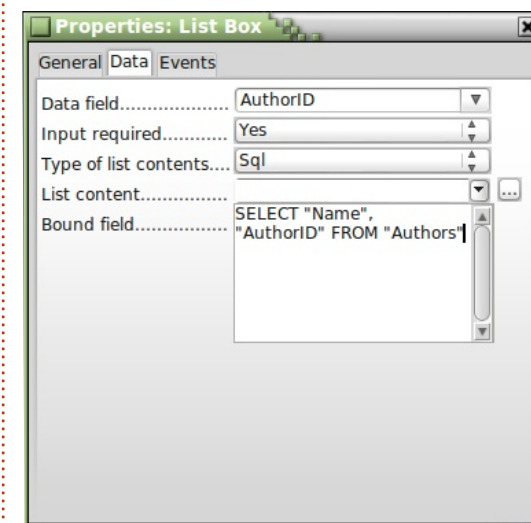 Properties: List Box
General Data Events
Data field.................... AuthorID
Input required............ Yes
Type of list contents.... Sql
List content................ ...
Bound field................. SELECT "Name",
"AuthorID" FROM "Authors"